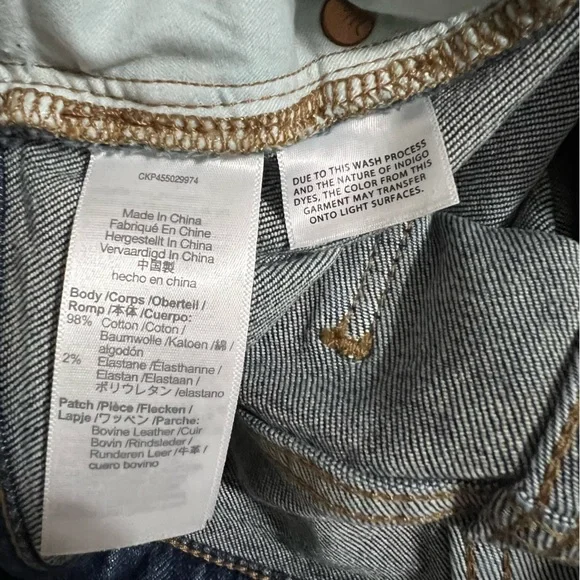 CKP455029974
Made In China
Fabriqué En Chine
Hergestellt In China
Vervaardigd In China
中国製
hecho en china
Body /Corps /Oberteil /
Romp /本体 /Cuerpo:
98% Cotton /Coton /
Baumwolle /Katoen /綿 /
algodón
2% Elastane /Elasthanne /
Elastan /Elastaan /
ポリウレタン /elastano
Patch /Pièce /Flecken /
Lapje /ワッペン /Parche:
Bovine Leather /Cuir
Bovin /Rindsleder /
Runderen Leer /牛革 /
cuero bovino
DUE TO THIS WASH PROCESS
AND THE NATURE OF INDIGO
DYES, THE COLOR FROM THIS
GARMENT MAY TRANSFER
ONTO LIGHT SURFACES.